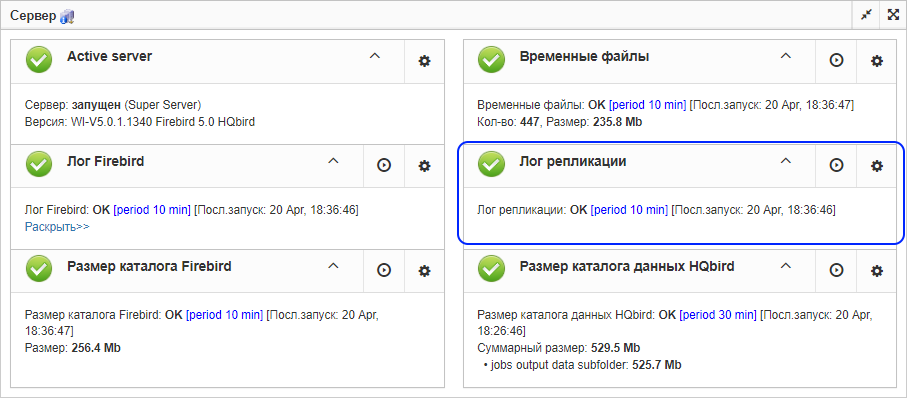 Сервер
Active server
Сервер: запущен (Super Server)
Версия: WI-V5.0.1.1340 Firebird 5.0 HQbird
Временные файлы
Временные файлы: OK [period 10 min] [Посл.запуск: 20 Apr, 18:36:47]
Кол-во: 447, Размер: 235.8 Mb
Лог Firebird
Лог Firebird: OK [period 10 min] [Посл.запуск: 20 Apr, 18:36:46]
Раскрыть>>
Лог репликации
Лог репликации: OK [period 10 min] [Посл.запуск: 20 Apr, 18:36:46]
Размер каталога Firebird
Размер каталога Firebird: OK [period 10 min] [Посл.запуск: 20 Apr,
18:36:47]
Размер: 256.4 Mb
Размер каталога данных HQbird
Размер каталога данных HQbird: OK [period 30 min] [Посл.запуск: 20 Apr,
18:26:46]
Суммарный размер: 529.5 Mb
• jobs output data subfolder: 525.7 Mb